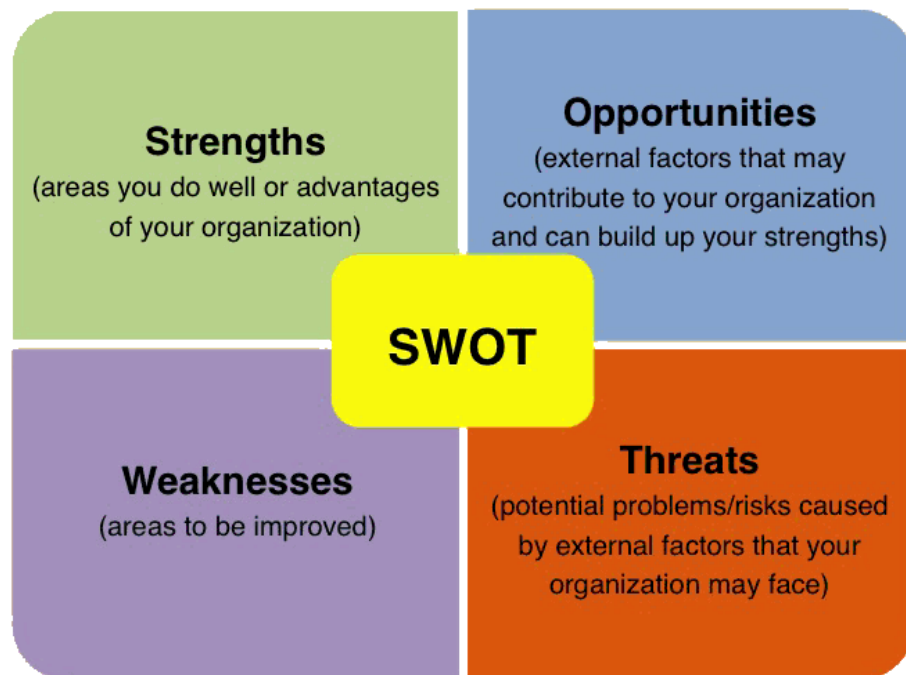 Strengths
(areas you do well or advantages
of your organization)
Opportunities
(external factors that may
contribute to your organization
and can build up your strengths)
SWOT
Weaknesses
(areas to be improved)
Threats
(potential problems/risks caused
by external factors that your
organization may face)